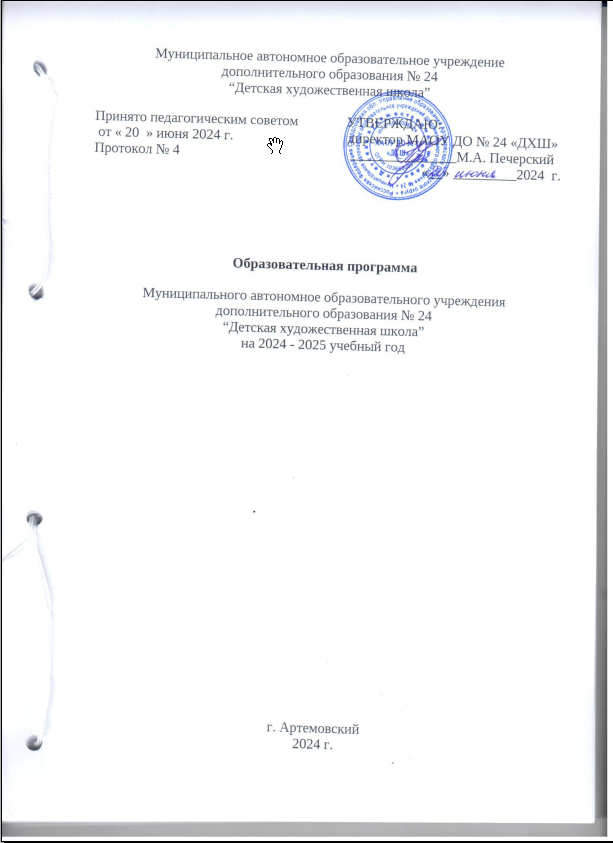 Муниципальное автономное образовательное учреждение
дополнительного образования № 24
“Детская художественная школа”
Принято педагогическим советом
от « 20 » июня 2024 г.
Протокол № 4
УТВЕРЖДАЮ
директор МАОУ ДО № 24 «ДХШ»
____________М.А. Печерский
« » июня 2024 г.
Образовательная программа
Муниципального автономное образовательного учреждения
дополнительного образования № 24
“Детская художественная школа”
на 2024 - 2025 учебный год
г. Артемовский
2024 г.